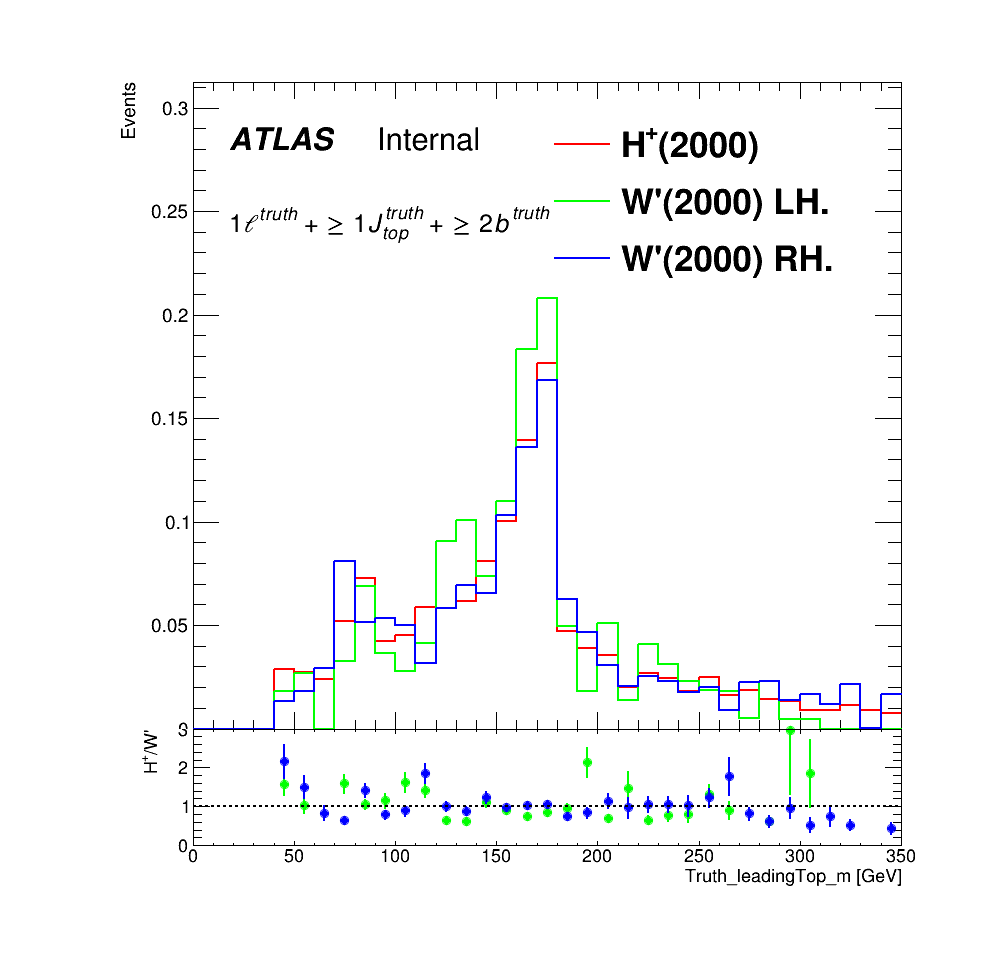 Events
0.3
ATLAS Internal
H⁺(2000)
0.25
1ℓ^truth + ≥ 1J_top^truth + ≥ 2b^truth
W'(2000) LH.
W'(2000) RH.
0.2
0.15
0.1
0.05
3
H⁺/W'
2
1
0
0 50 100 150 200 250 300 350
Truth_leadingTop_m [GeV]